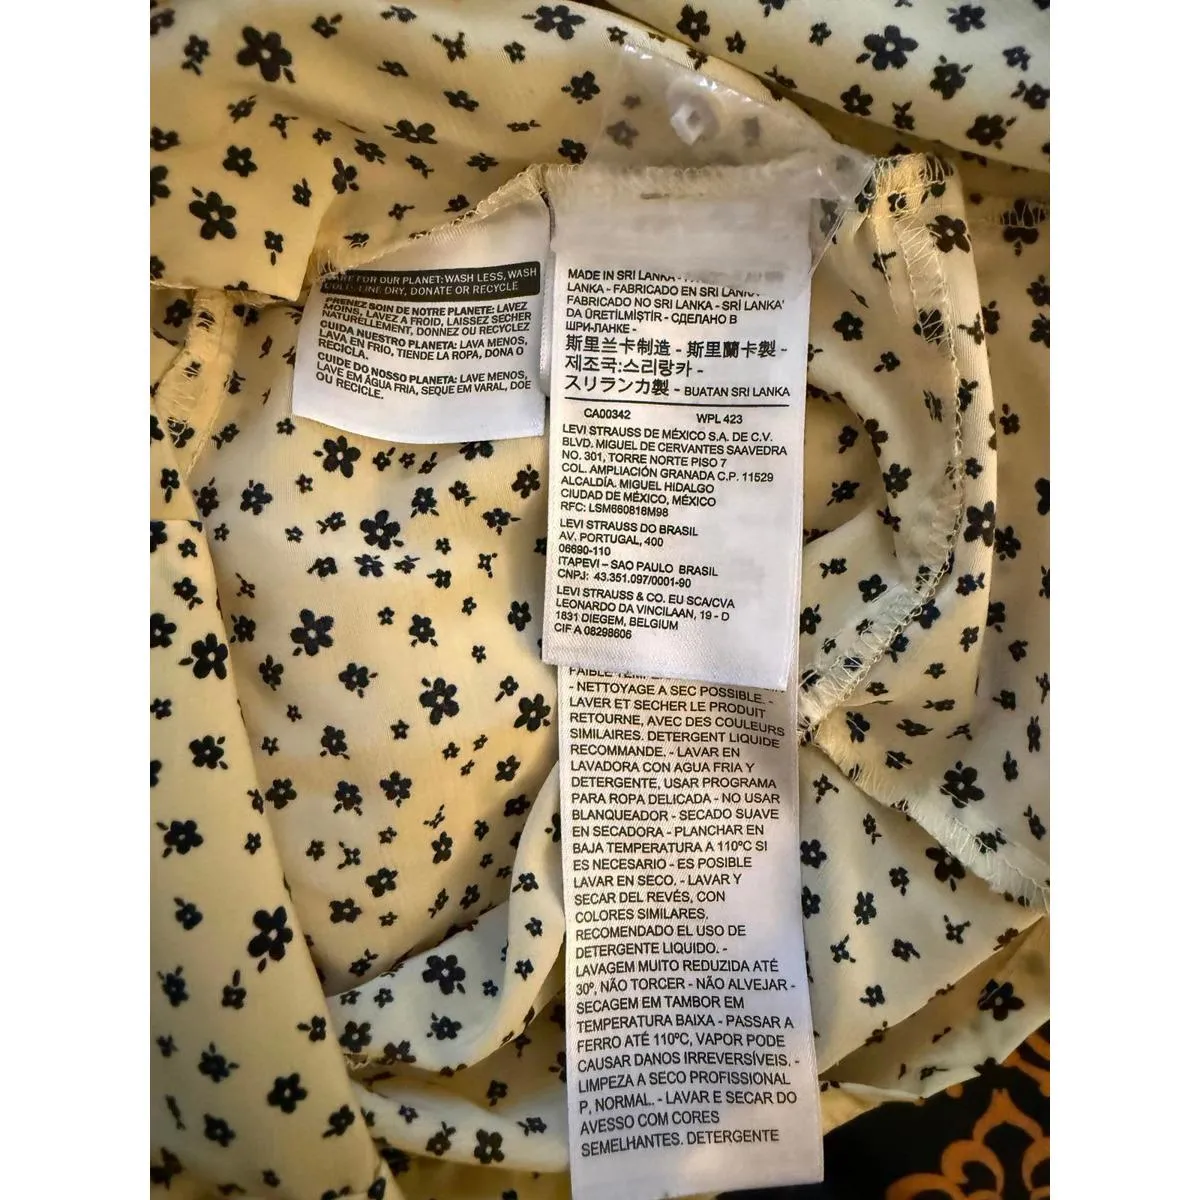 CARE FOR OUR PLANET: WASH LESS, WASH
COLD, LINE DRY, DONATE OR RECYCLE
PRENEZ SOIN DE NOTRE PLANETE: LAVEZ
MOINS, LAVEZ A FROID, LAISSEZ SECHER
NATURELLEMENT, DONNEZ OU RECYCLEZ
CUIDA NUESTRO PLANETA: LAVA MENOS,
LAVA EN FRIO, TIENDE LA ROPA, DONA O
RECICLA.
CUIDE DO NOSSO PLANETA: LAVE MENOS,
LAVE EM ÁGUA FRIA, SEQUE EM VARAL, DOE
OU RECICLE.
MADE IN SRI LANKA -
LANKA - FABRICADO EN SRI LANKA
FABRICADO NO SRI LANKA - SRİ LANKA'
DA ÜRETİLMİŞTİR - СДЕЛАНО В
ШРИ-ЛАНКЕ -
斯里兰卡制造 - 斯里蘭卡製 -
제조국:스리랑카 -
スリランカ製 - BUATAN SRI LANKA
CA00342 WPL 423
LEVI STRAUSS DE MÉXICO S.A. DE C.V.
BLVD. MIGUEL DE CERVANTES SAAVEDRA
NO. 301, TORRE NORTE PISO 7
COL. AMPLIACIÓN GRANADA C.P. 11529
ALCALDÍA. MIGUEL HIDALGO
CIUDAD DE MÉXICO, MÉXICO
RFC: LSM660816M98
LEVI STRAUSS DO BRASIL
AV. PORTUGAL, 400
06690-110
ITAPEVI – SAO PAULO BRASIL
CNPJ: 43.351.097/0001-90
LEVI STRAUSS & CO. EU SCA/CVA
LEONARDO DA VINCILAAN, 19 - D
1831 DIEGEM, BELGIUM
CIF A 08298606
FAIBLE
- NETTOYAGE A SEC POSSIBLE. -
LAVER ET SECHER LE PRODUIT
RETOURNE, AVEC DES COULEURS
SIMILAIRES. DETERGENT LIQUIDE
RECOMMANDE. - LAVAR EN
LAVADORA CON AGUA FRIA Y
DETERGENTE, USAR PROGRAMA
PARA ROPA DELICADA - NO USAR
BLANQUEADOR - SECADO SUAVE
EN SECADORA - PLANCHAR EN
BAJA TEMPERATURA A 110ºC SI
ES NECESARIO - ES POSIBLE
LAVAR EN SECO. - LAVAR Y
SECAR DEL REVÉS, CON
COLORES SIMILARES.
RECOMENDADO EL USO DE
DETERGENTE LIQUIDO. -
LAVAGEM MUITO REDUZIDA ATÉ
30º, NÃO TORCER - NÃO ALVEJAR -
SECAGEM EM TAMBOR EM
TEMPERATURA BAIXA - PASSAR A
FERRO ATÉ 110ºC, VAPOR PODE
CAUSAR DANOS IRREVERSÍVEIS. -
LIMPEZA A SECO PROFISSIONAL
P, NORMAL. - LAVAR E SECAR DO
AVESSO COM CORES
SEMELHANTES. DETERGENTE